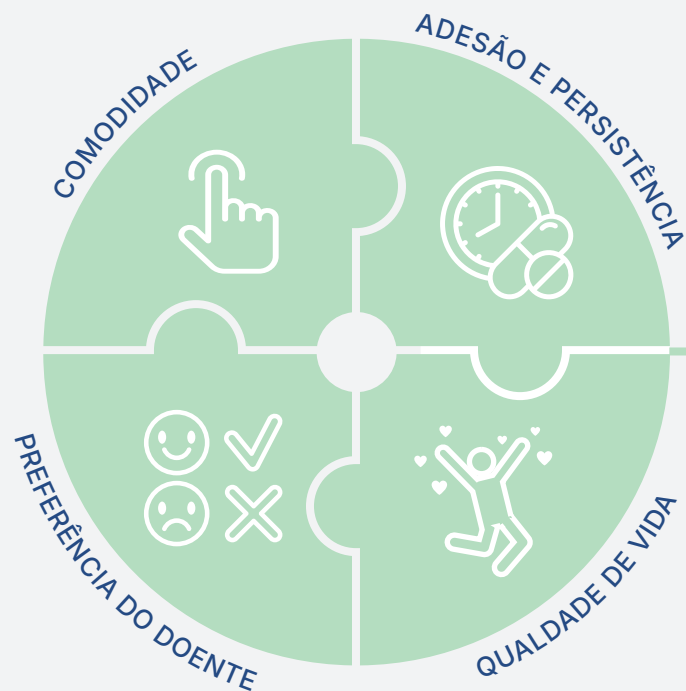 COMODIDADE
ADESÃO E PERSISTÊNCIA
PREFERÊNCIA DO DOENTE
QUALDADE DE VIDA